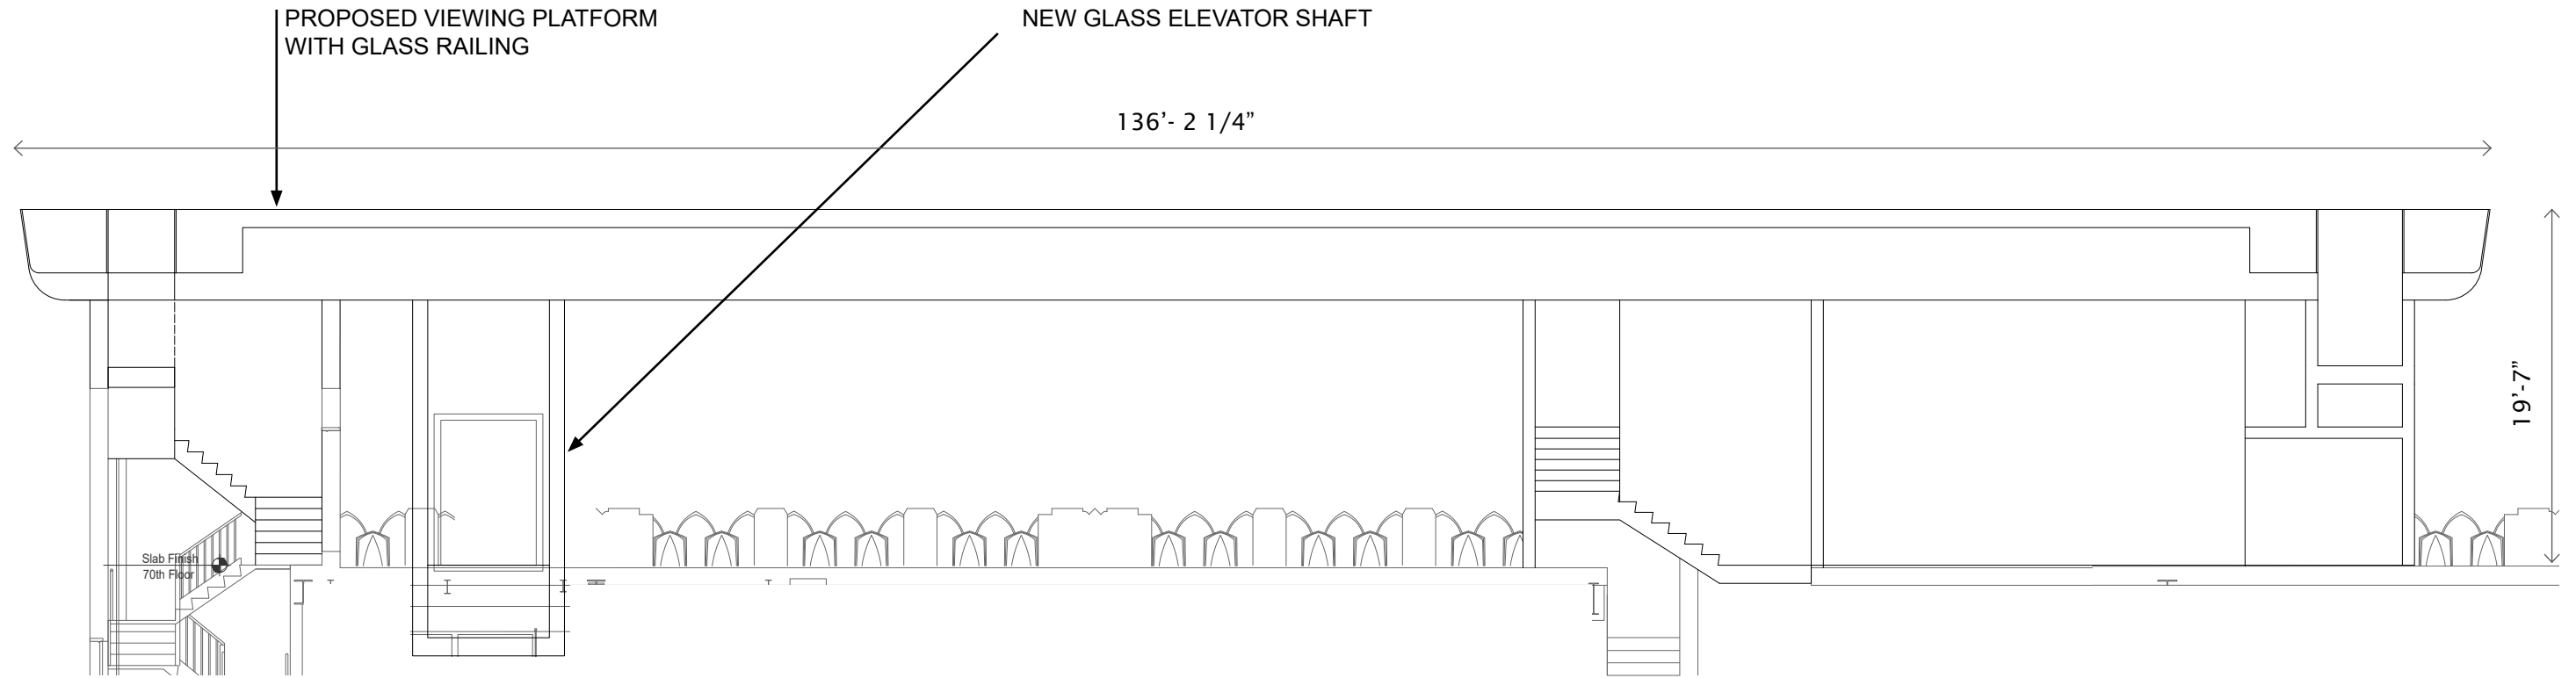 PROPOSED VIEWING PLATFORM
WITH GLASS RAILING
NEW GLASS ELEVATOR SHAFT
136’- 2 1/4”
19’-7”
Slab Finish
70th Floor